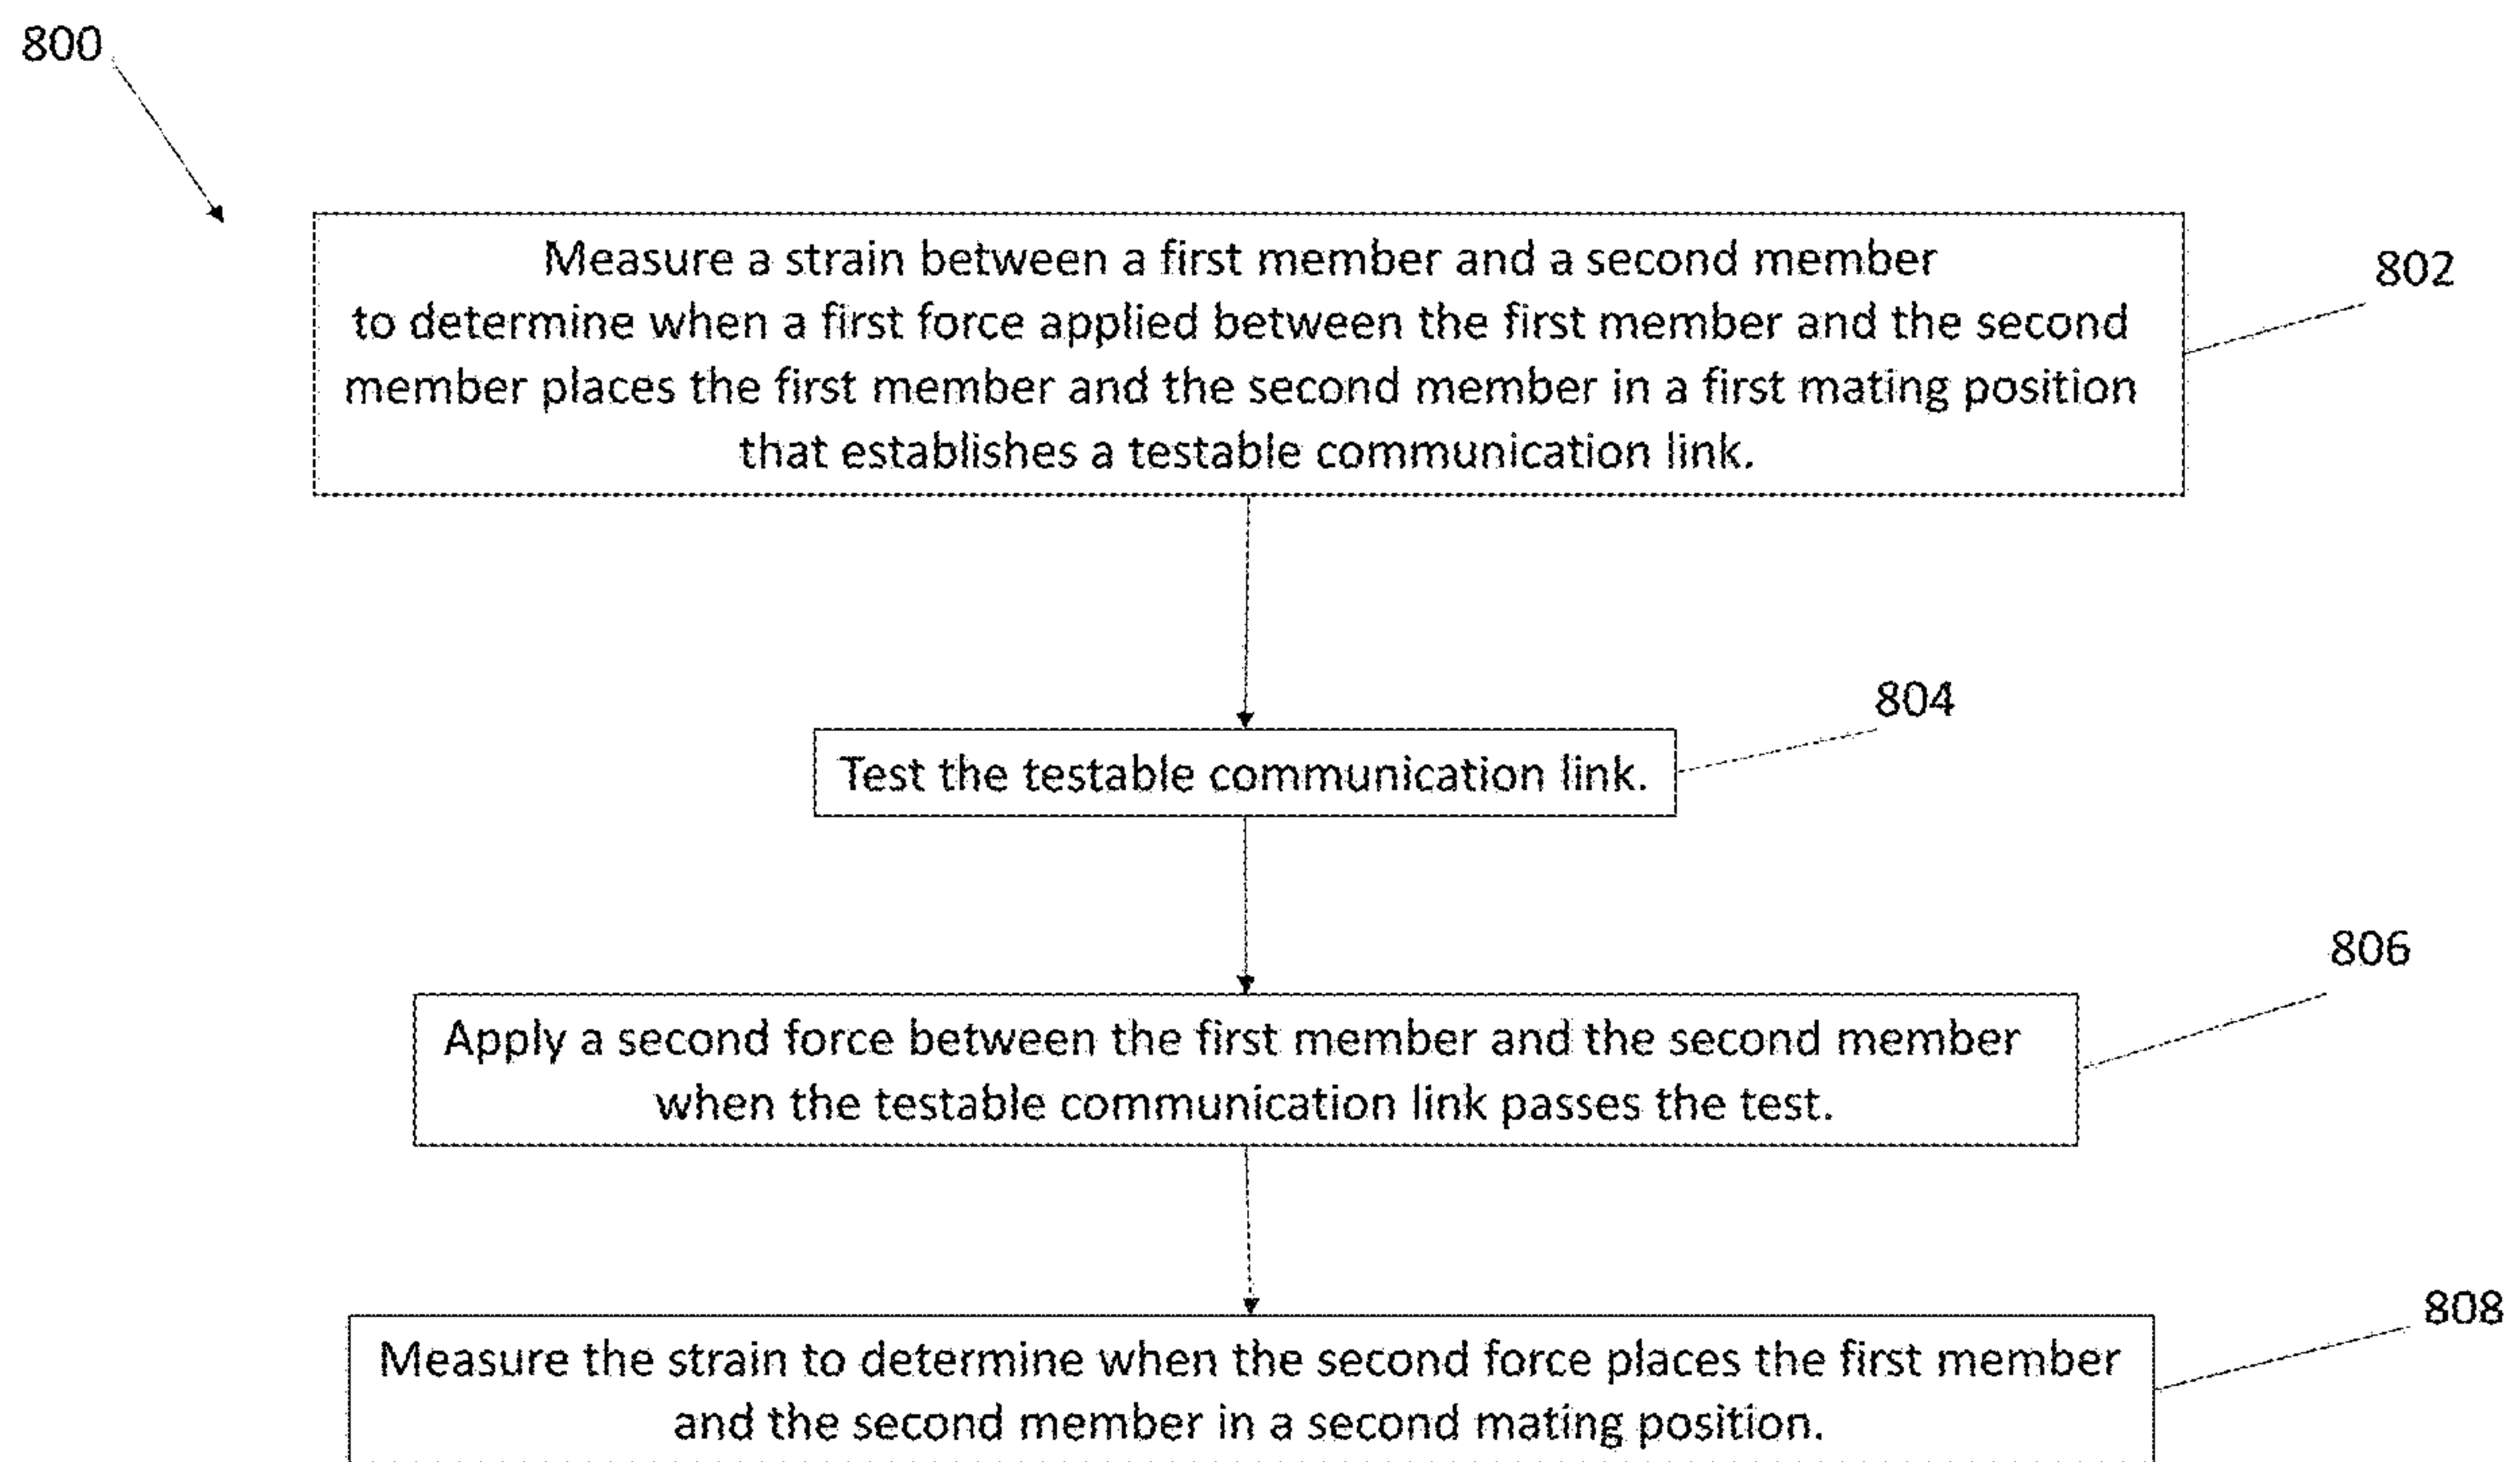 800
Measure a strain between a first member and a second member
802
to determine when a first force applied between the first member and the second
member places the first member and the second member in a first mating position
that establishes a testable communication link.
804
Test the testable communication link.
806
Apply a second force between the first member and the second member
when the testable communication link passes the test.
808
Measure the strain to determine when the second force places the first member
and the second member in a second mating position.